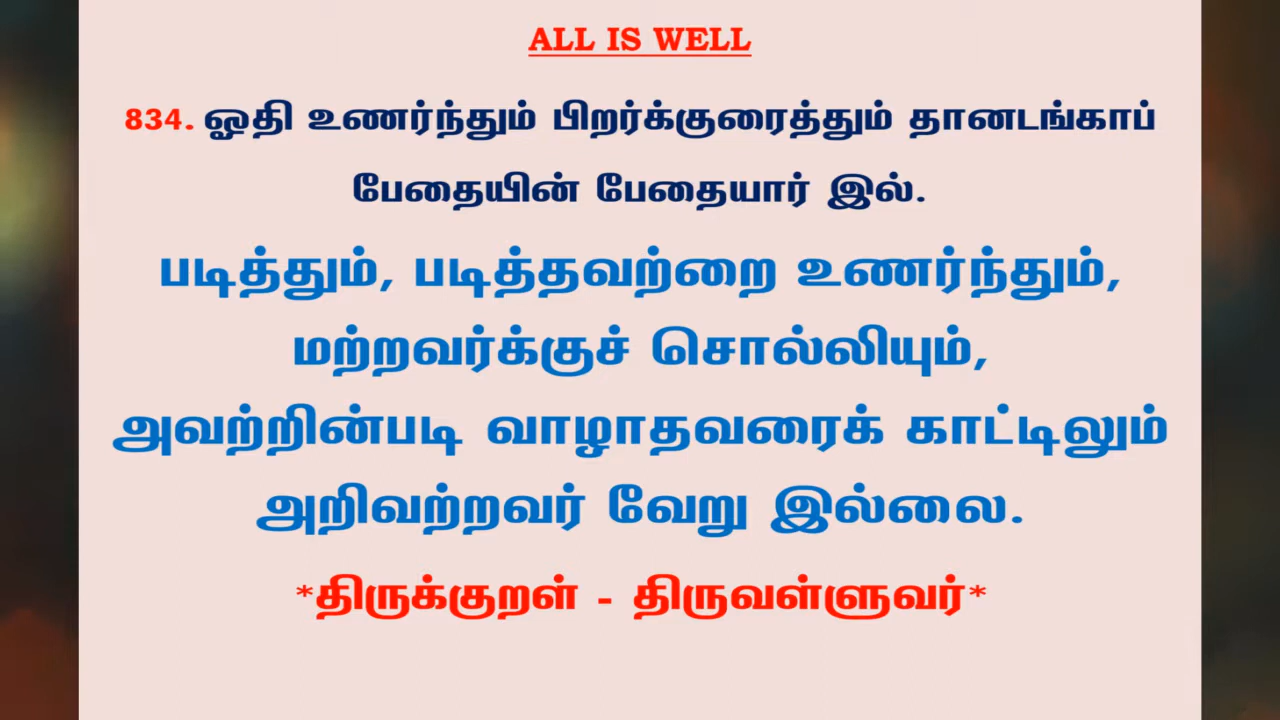 ALL IS WELL
834. ஓதி உணர்ந்தும் பிறர்க்குரைத்தும் தானடங்காப்
பேதையின் பேதையார் இல்.
படித்தும், படித்தவற்றை உணர்ந்தும்,
மற்றவர்க்குச் சொல்லியும்,
அவற்றின்படி வாழாதவரைக் காட்டிலும்
அறிவற்றவர் வேறு இல்லை.
*திருக்குறள் - திருவள்ளுவர்*